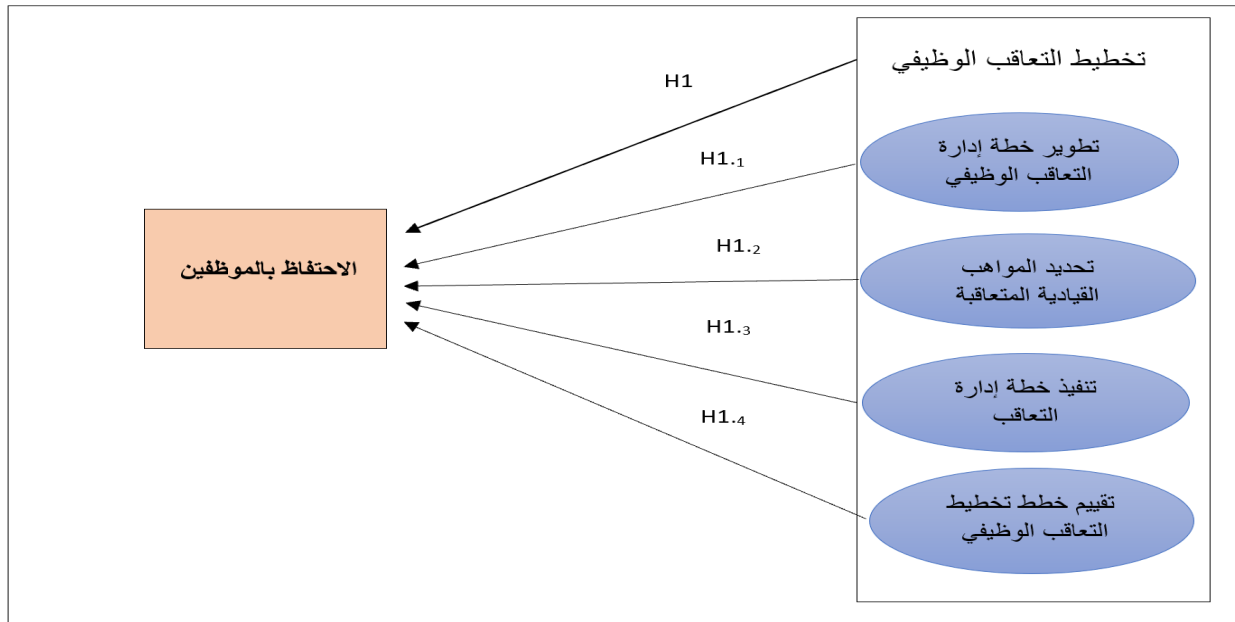 تخطيط التعاقب الوظيفي
تطوير خطة إدارة
التعاقب الوظيفي
تحديد المواهب
القيادية المتعاقبة
تنفيذ خطة إدارة
التعاقب
تقييم خطط تخطيط
التعاقب الوظيفي
H1
H1.₁
H1.₂
H1.₃
H1.₄
الاحتفاظ بالموظفين